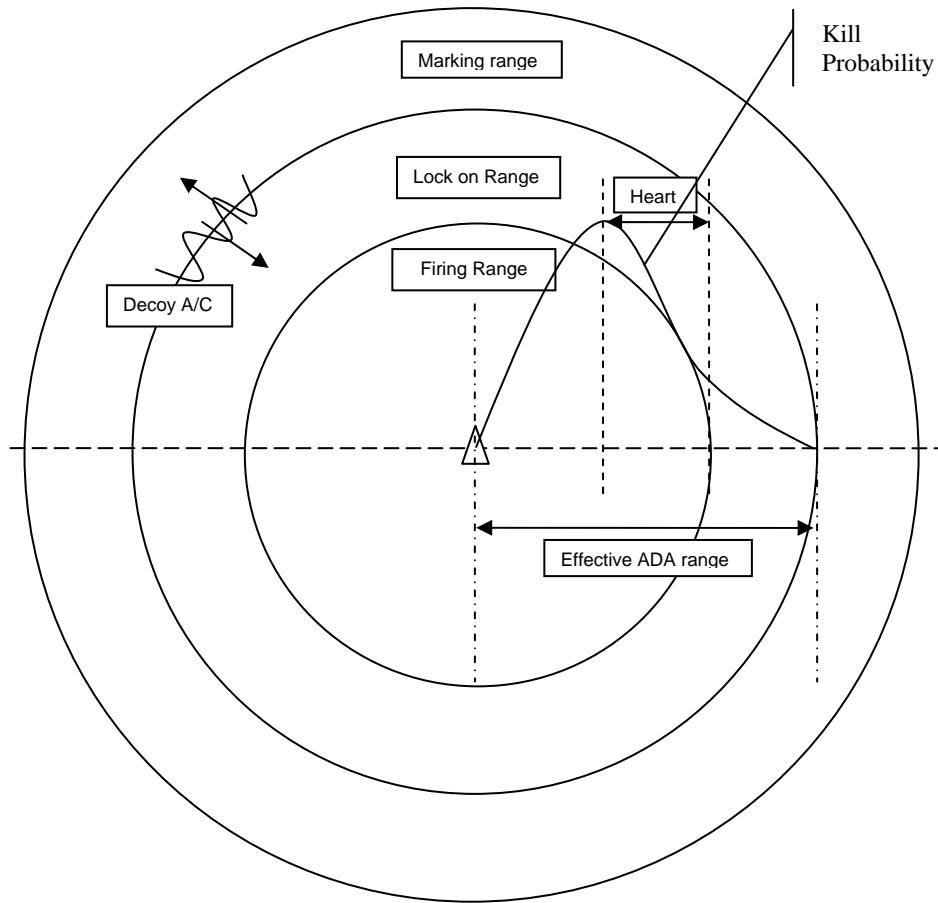 Kill
Probability
Marking range
Lock on Range
Heart
Firing Range
Decoy A/C
Effective ADA range